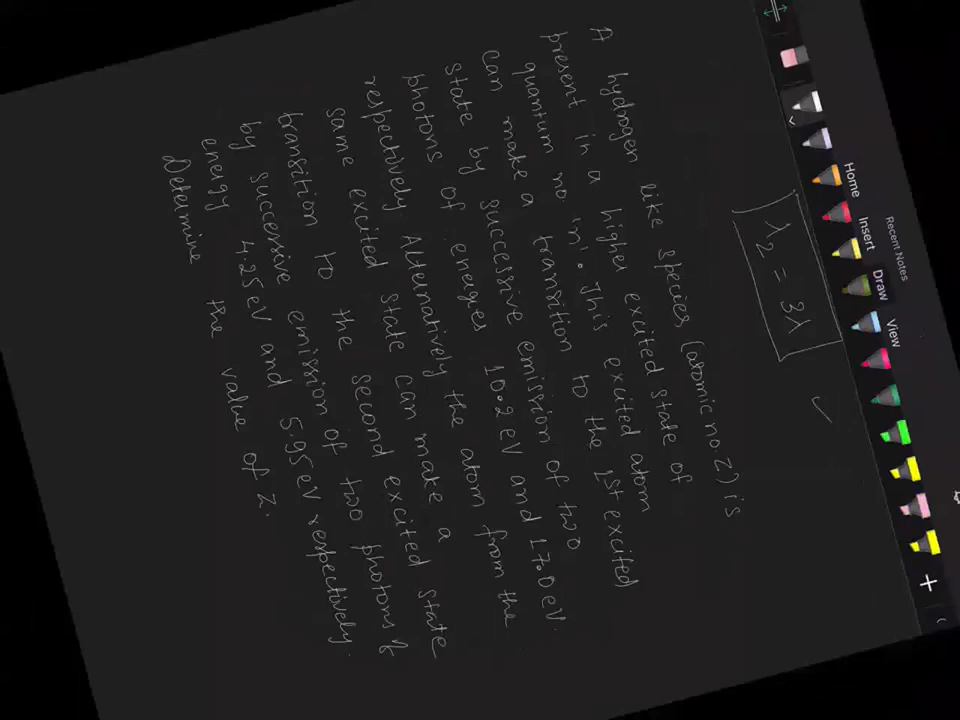 Recent Notes
Home
Insert
Draw
View
λ2 = 3λ
A hydrogen like species (atomic no. Z) is
present in a higher excited state of
quantum no. 'n'. This excited atom
can make a transition to the 1st excited
state by successive emission of two
photons of energies 10.2 eV and 17.0 eV.
respectively. Alternatively the atom from the
same excited state can make a
transition to the second excited state
by successive emission of two photons of
energy 4.25eV and 5.95eV respectively.
Determine the value of Z.